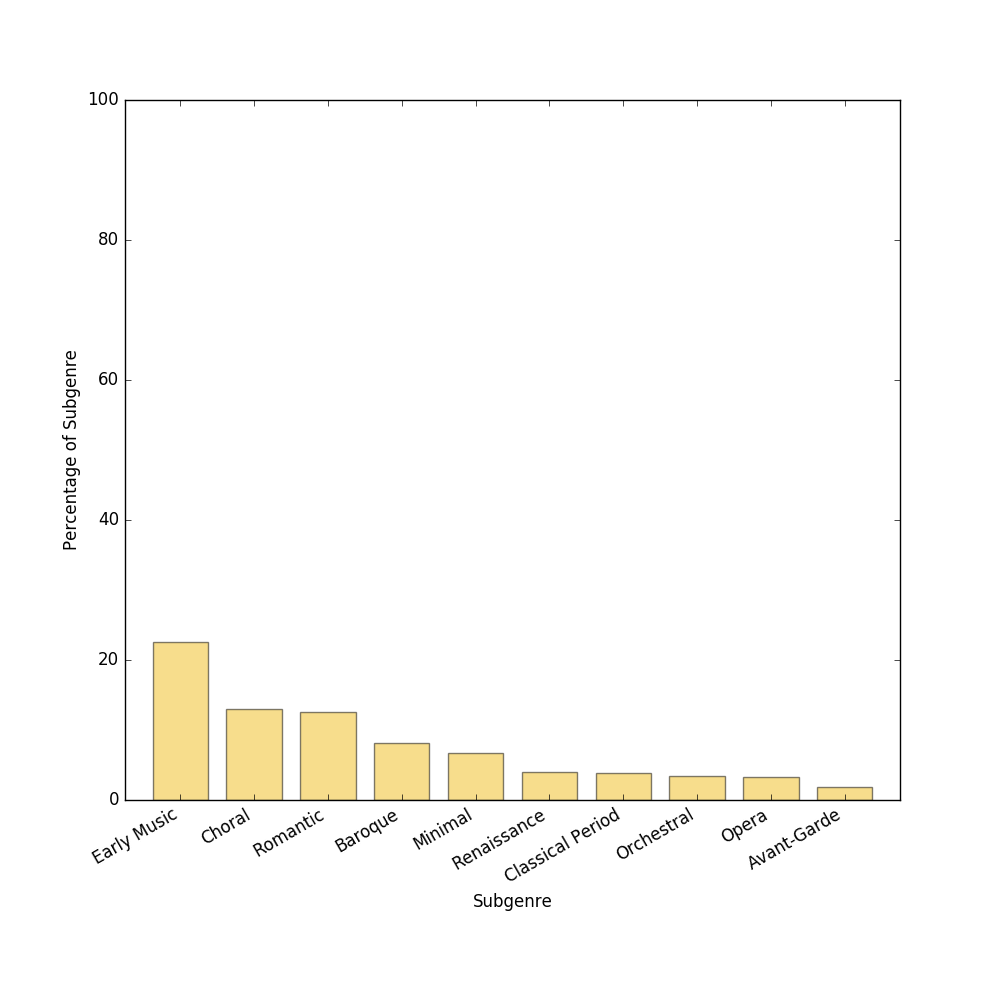 100
80
60
40
20
0
Percentage of Subgenre
Early Music
Choral
Romantic
Baroque
Minimal
Renaissance
Classical Period
Orchestral
Opera
Avant-Garde
Subgenre